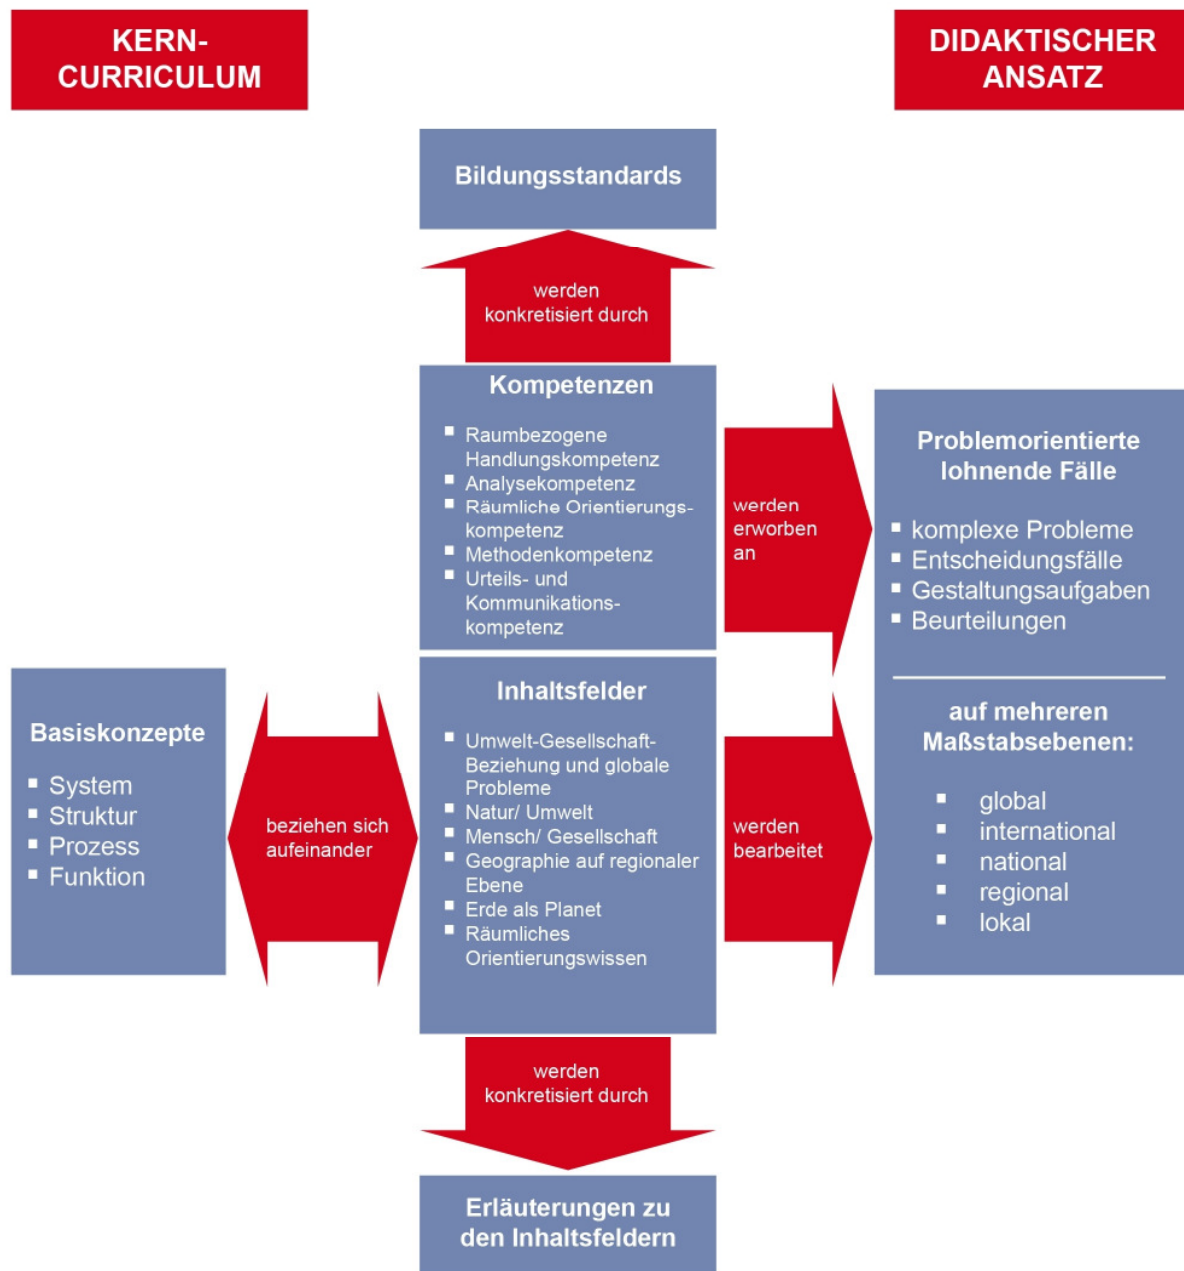 KERN-
CURRICULUM
DIDAKTISCHER
ANSATZ
Bildungsstandards
werden
konkretisiert durch
Kompetenzen
▪ Raumbezogene
Handlungskompetenz
▪ Analysekompetenz
▪ Räumliche Orientierungs-
kompetenz
▪ Methodenkompetenz
▪ Urteils- und
Kommunikations-
kompetenz
werden
erworben
an
Problemorientierte
lohnende Fälle
▪ komplexe Probleme
▪ Entscheidungsfälle
▪ Gestaltungsaufgaben
▪ Beurteilungen
auf mehreren
Maßstabsebenen:
▪ global
▪ international
▪ national
▪ regional
▪ lokal
Basiskonzepte
▪ System
▪ Struktur
▪ Prozess
▪ Funktion
beziehen sich
aufeinander
Inhaltsfelder
▪ Umwelt-Gesellschaft-
Beziehung und globale
Probleme
▪ Natur/ Umwelt
▪ Mensch/ Gesellschaft
▪ Geographie auf regionaler
Ebene
▪ Erde als Planet
▪ Räumliches
Orientierungswissen
werden
bearbeitet
werden
konkretisiert durch
Erläuterungen zu
den Inhaltsfeldern